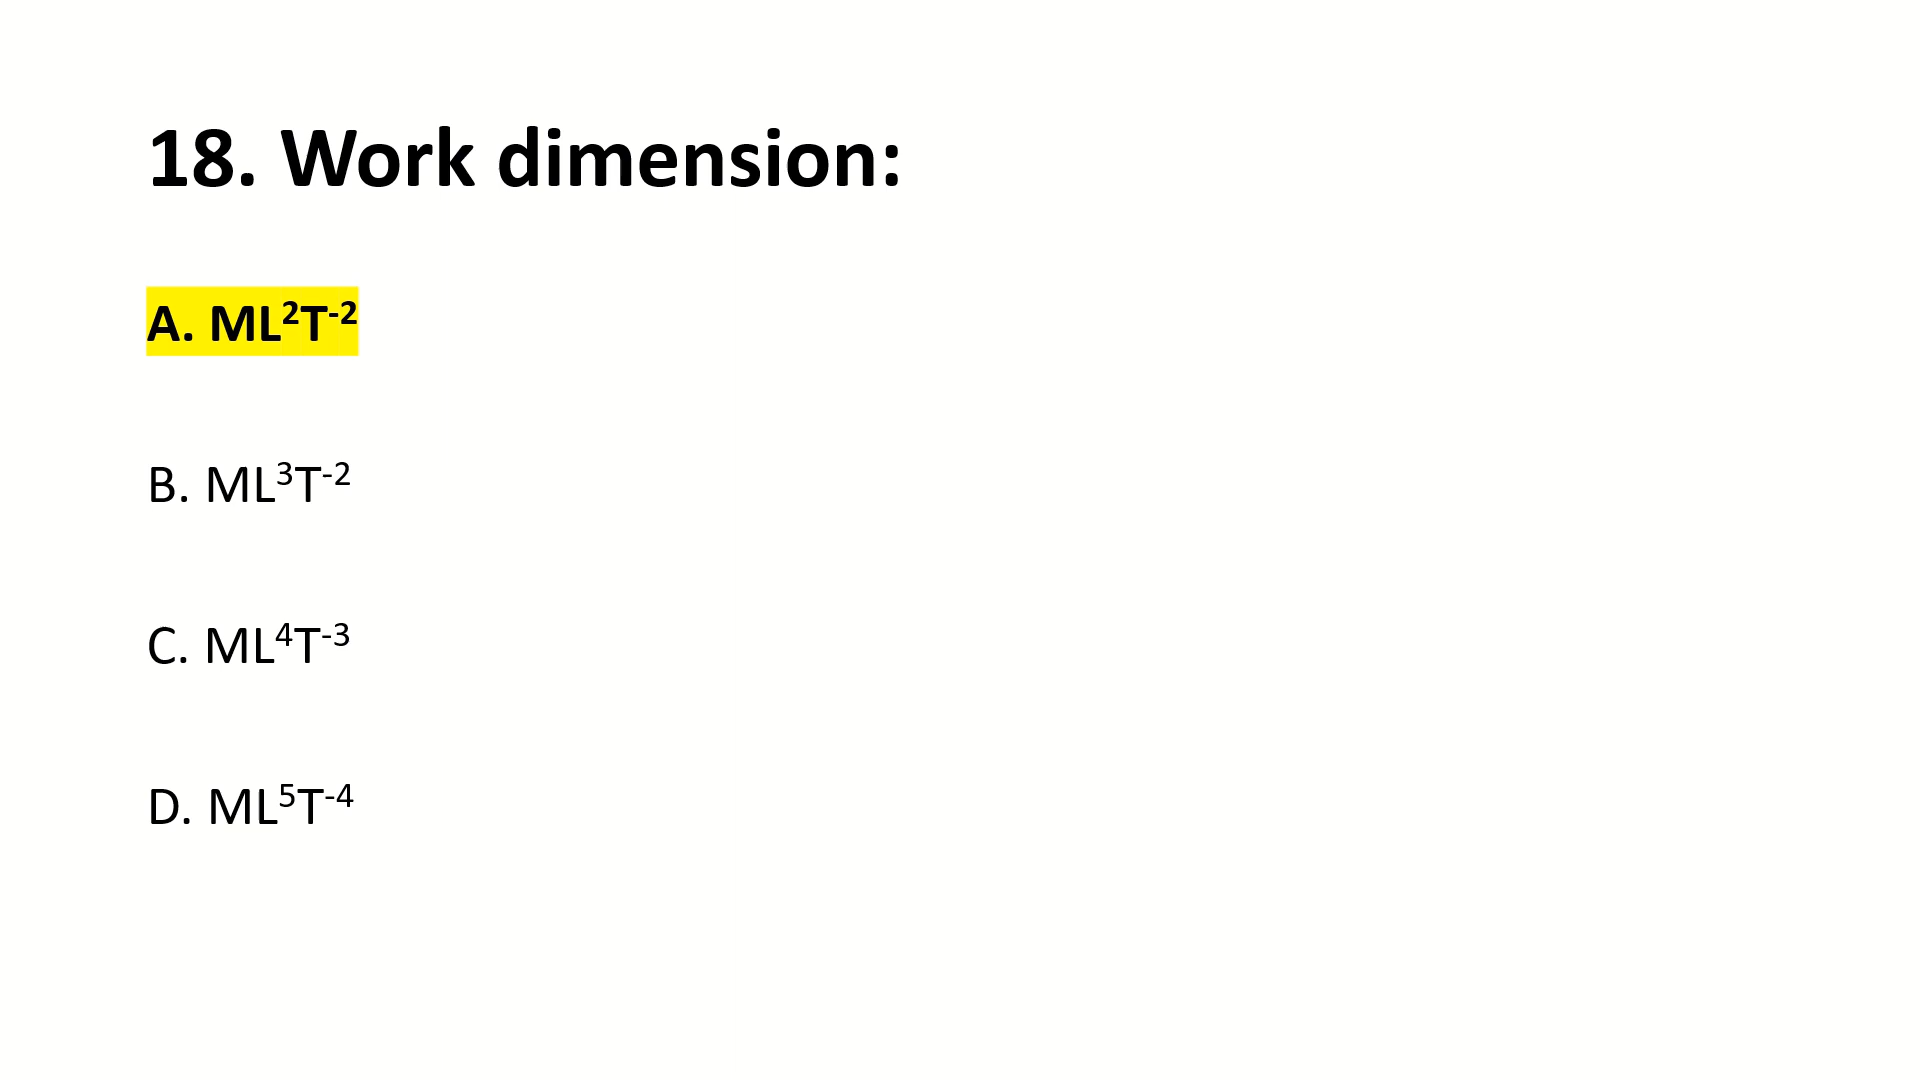 18. Work dimension:
A. ML²T⁻²
B. ML³T⁻²
C. ML⁴T⁻³
D. ML⁵T⁻⁴